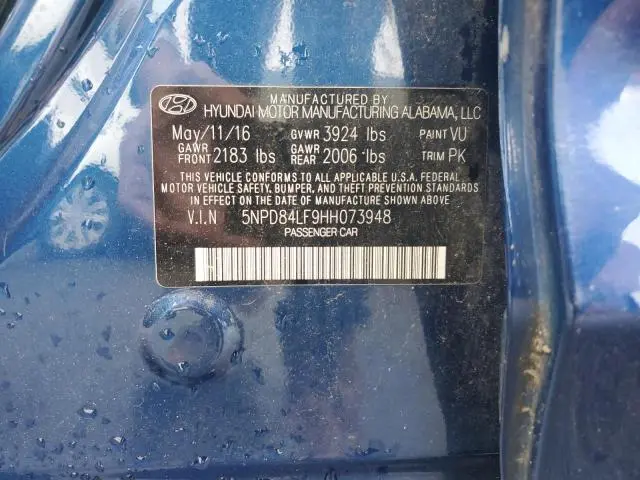 MANUFACTURED BY
HYUNDAI MOTOR MANUFACTURING ALABAMA, LLC
May/11/16 GVWR 3924 lbs PAINT VU
GAWR FRONT 2183 lbs GAWR REAR 2006 lbs TRIM PK
THIS VEHICLE CONFORMS TO ALL APPLICABLE U.S.A. FEDERAL
MOTOR VEHICLE SAFETY, BUMPER, AND THEFT PREVENTION STANDARDS
IN EFFECT ON THE DATE OF MANUFACTURE SHOWN ABOVE
V.I.N 5NPD84LF9HH073948
PASSENGER CAR